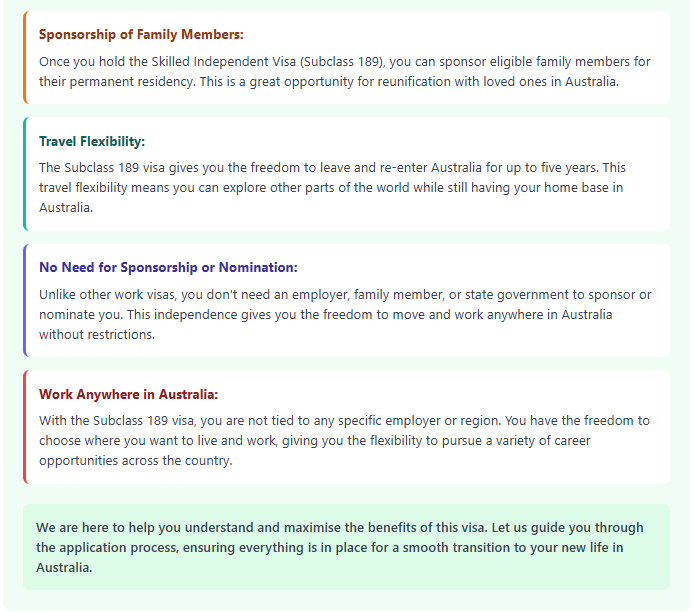 Sponsorship of Family Members:
Once you hold the Skilled Independent Visa (Subclass 189), you can sponsor eligible family members for
their permanent residency. This is a great opportunity for reunification with loved ones in Australia.
Travel Flexibility:
The Subclass 189 visa gives you the freedom to leave and re-enter Australia for up to five years. This
travel flexibility means you can explore other parts of the world while still having your home base in
Australia.
No Need for Sponsorship or Nomination:
Unlike other work visas, you don't need an employer, family member, or state government to sponsor or
nominate you. This independence gives you the freedom to move and work anywhere in Australia
without restrictions.
Work Anywhere in Australia:
With the Subclass 189 visa, you are not tied to any specific employer or region. You have the freedom to
choose where you want to live and work, giving you the flexibility to pursue a variety of career
opportunities across the country.
We are here to help you understand and maximise the benefits of this visa. Let us guide you through
the application process, ensuring everything is in place for a smooth transition to your new life in
Australia.